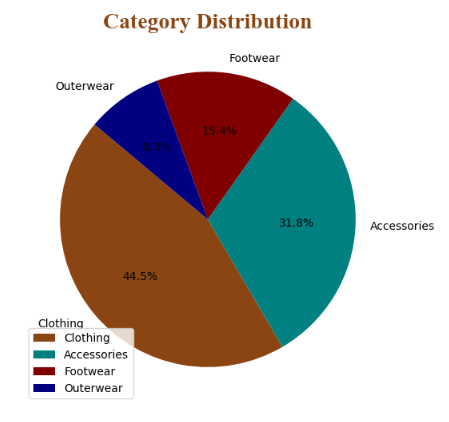 Category Distribution
Footwear
Outerwear
15.4%
8.3%
31.8%
Accessories
44.5%
Clothing
Clothing
Accessories
Footwear
Outerwear